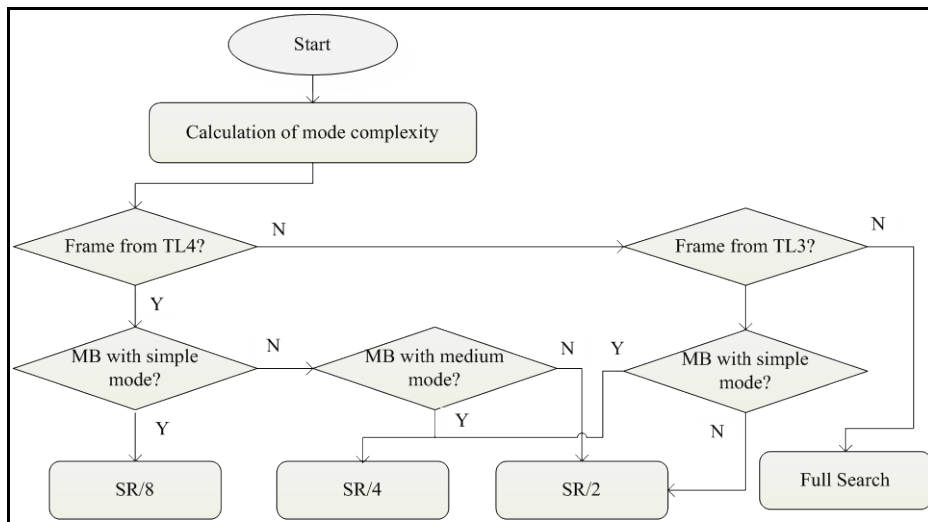 Start
Calculation of mode complexity
Frame from TL4?
N
Frame from TL3?
N
Y
MB with simple
mode?
N
MB with medium
mode?
N
Y
MB with simple
mode?
Y
Y
N
SR/8
SR/4
SR/2
Full Search